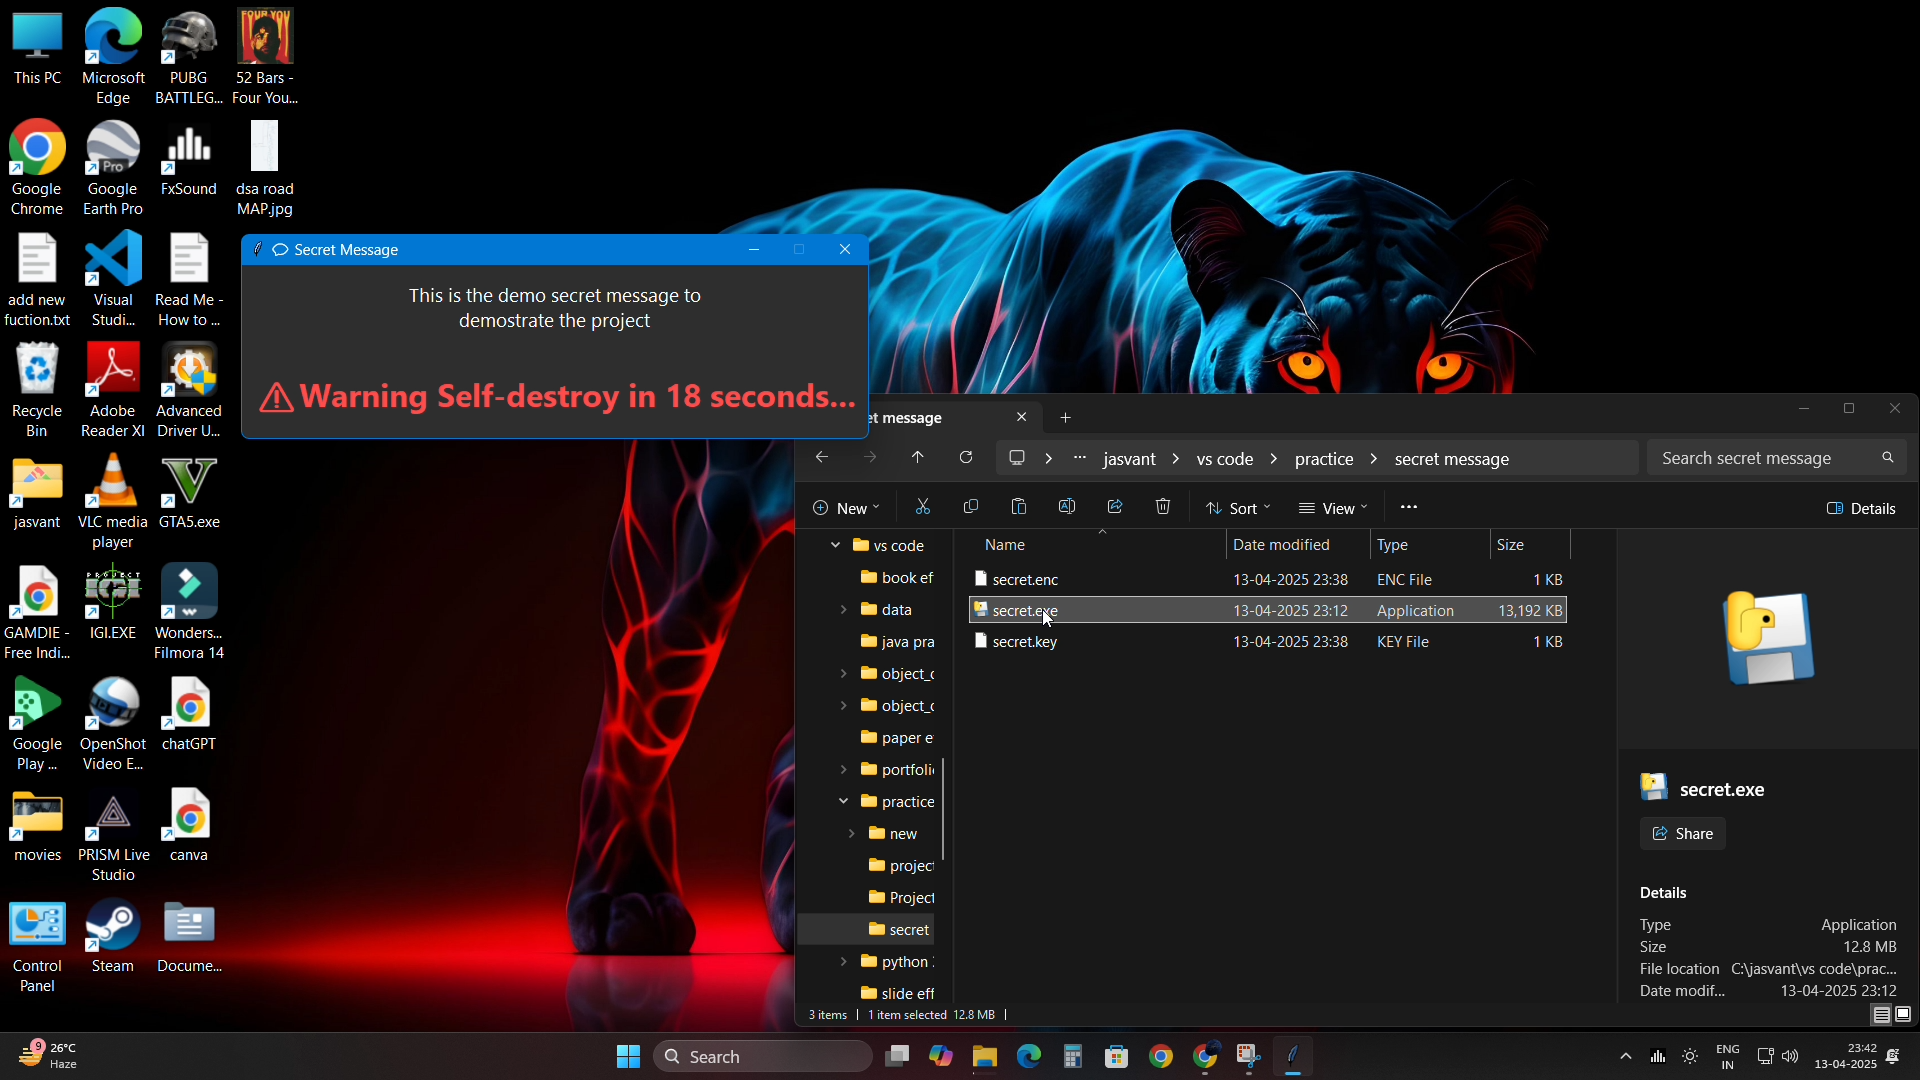 This PC
Microsoft
Edge
PUBG
BATTLEG...
FOUR YOU
52 Bars -
Four You...
Google
Chrome
Pro
Google
Earth Pro
FxSound
dsa road
MAP.jpg
add new
fuction.txt
Visual
Studi...
Read Me -
How to ...
Recycle
Bin
Adobe
Reader XI
Advanced
Driver U...
jasvant
VLC media
player
GTA5.exe
GAMDIE -
Free Indi...
PROJECT
IGI
IGI.EXE
Wonders...
Filmora 14
Google
Play ...
OpenShot
Video E...
chatGPT
movies
PRISM Live
Studio
canva
Control
Panel
Steam
Docume...
Secret Message
This is the demo secret message to
demostrate the project
Warning Self-destroy in 18 seconds...
et message
jasvant > vs code > practice > secret message
Search secret message
New
Sort
View
Details
vs code
book ef
data
java pra
object_c
object_c
paper e
portfoli
practice
new
project
Project
secret
python
slide eff
Name Date modified Type Size
secret.enc 13-04-2025 23:38 ENC File 1 KB
secret.exe 13-04-2025 23:12 Application 13,192 KB
secret.key 13-04-2025 23:38 KEY File 1 KB
secret.exe
Share
Details
Type Application
Size 12.8 MB
File location C:\jasvant\vs code\prac...
Date modif... 13-04-2025 23:12
3 items 1 item selected 12.8 MB
9
26°C
Haze
Search
ENG
IN
23:42
13-04-2025